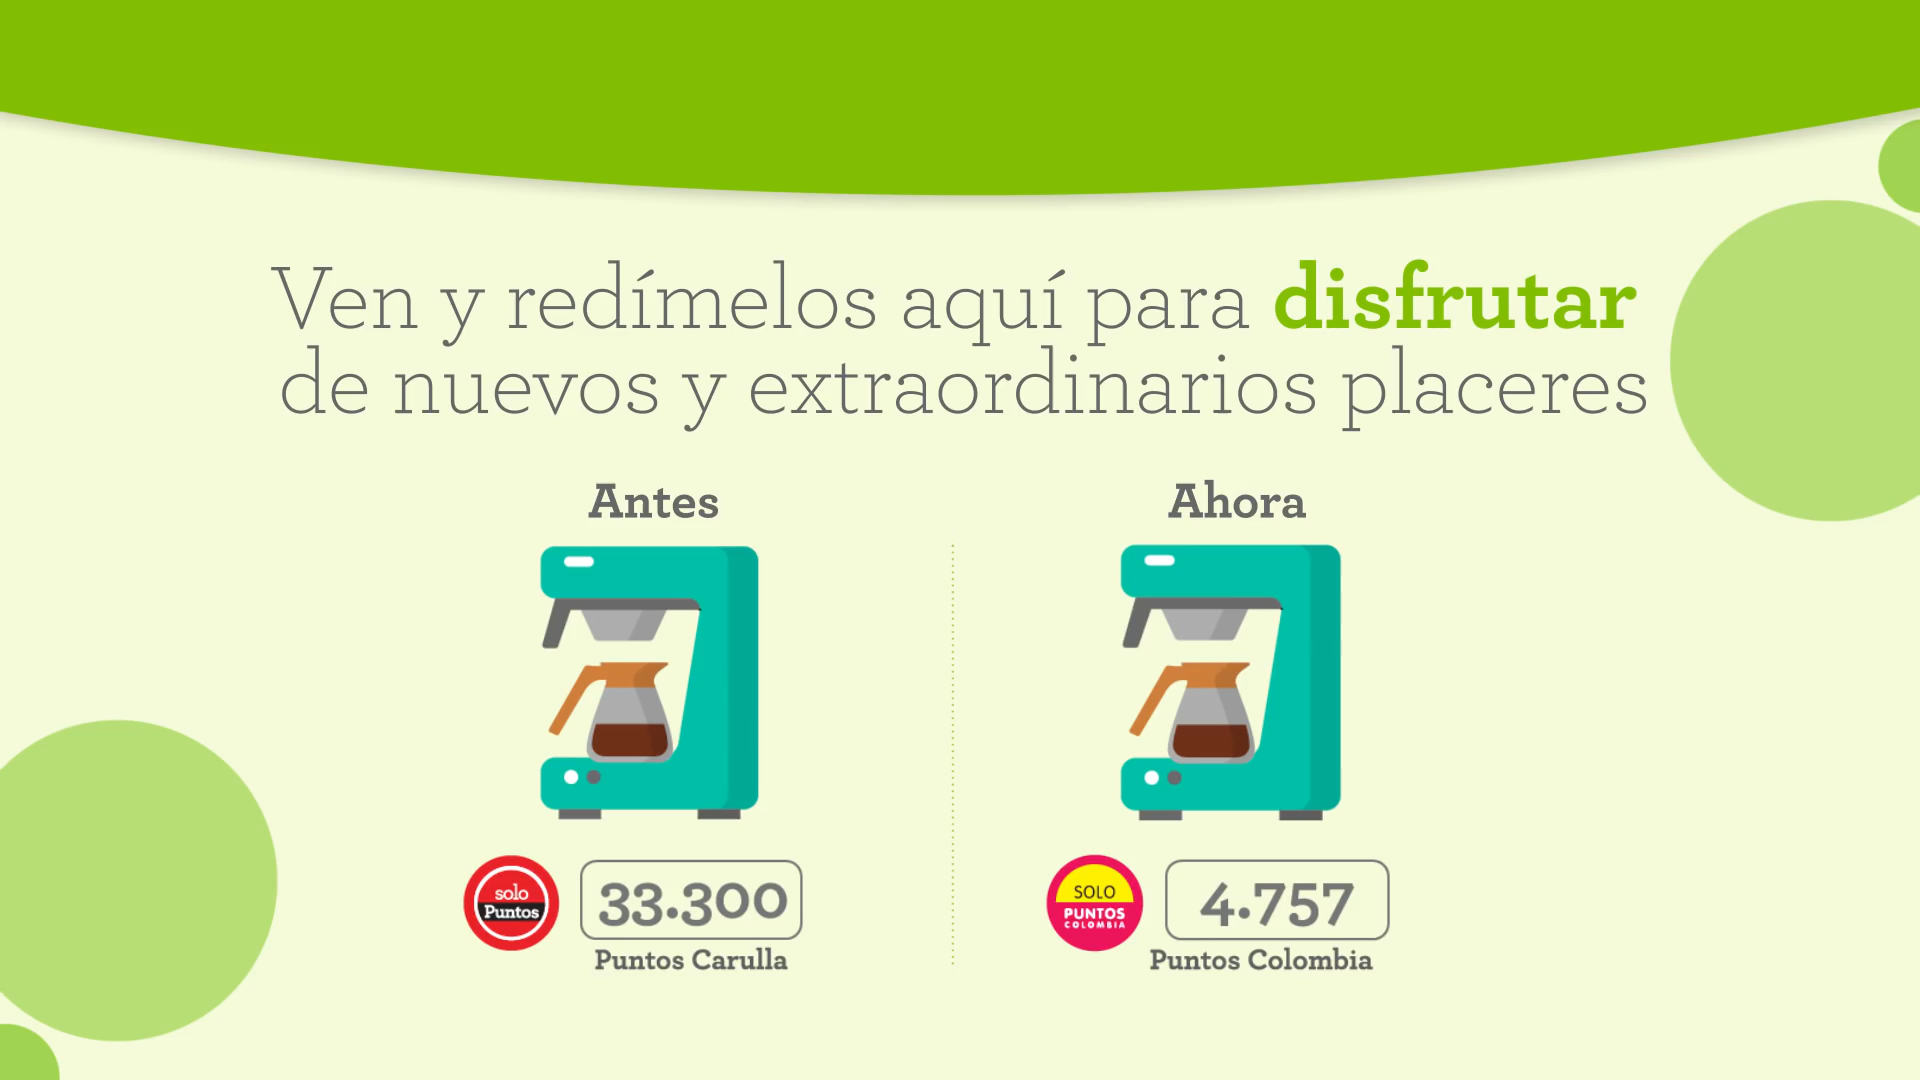 Ven y redímelos aquí para disfrutar
de nuevos y extraordinarios placeres
Antes
Ahora
solo
Puntos
33.300
Puntos Carulla
SOLO
PUNTOS
COLOMBIA
4.757
Puntos Colombia